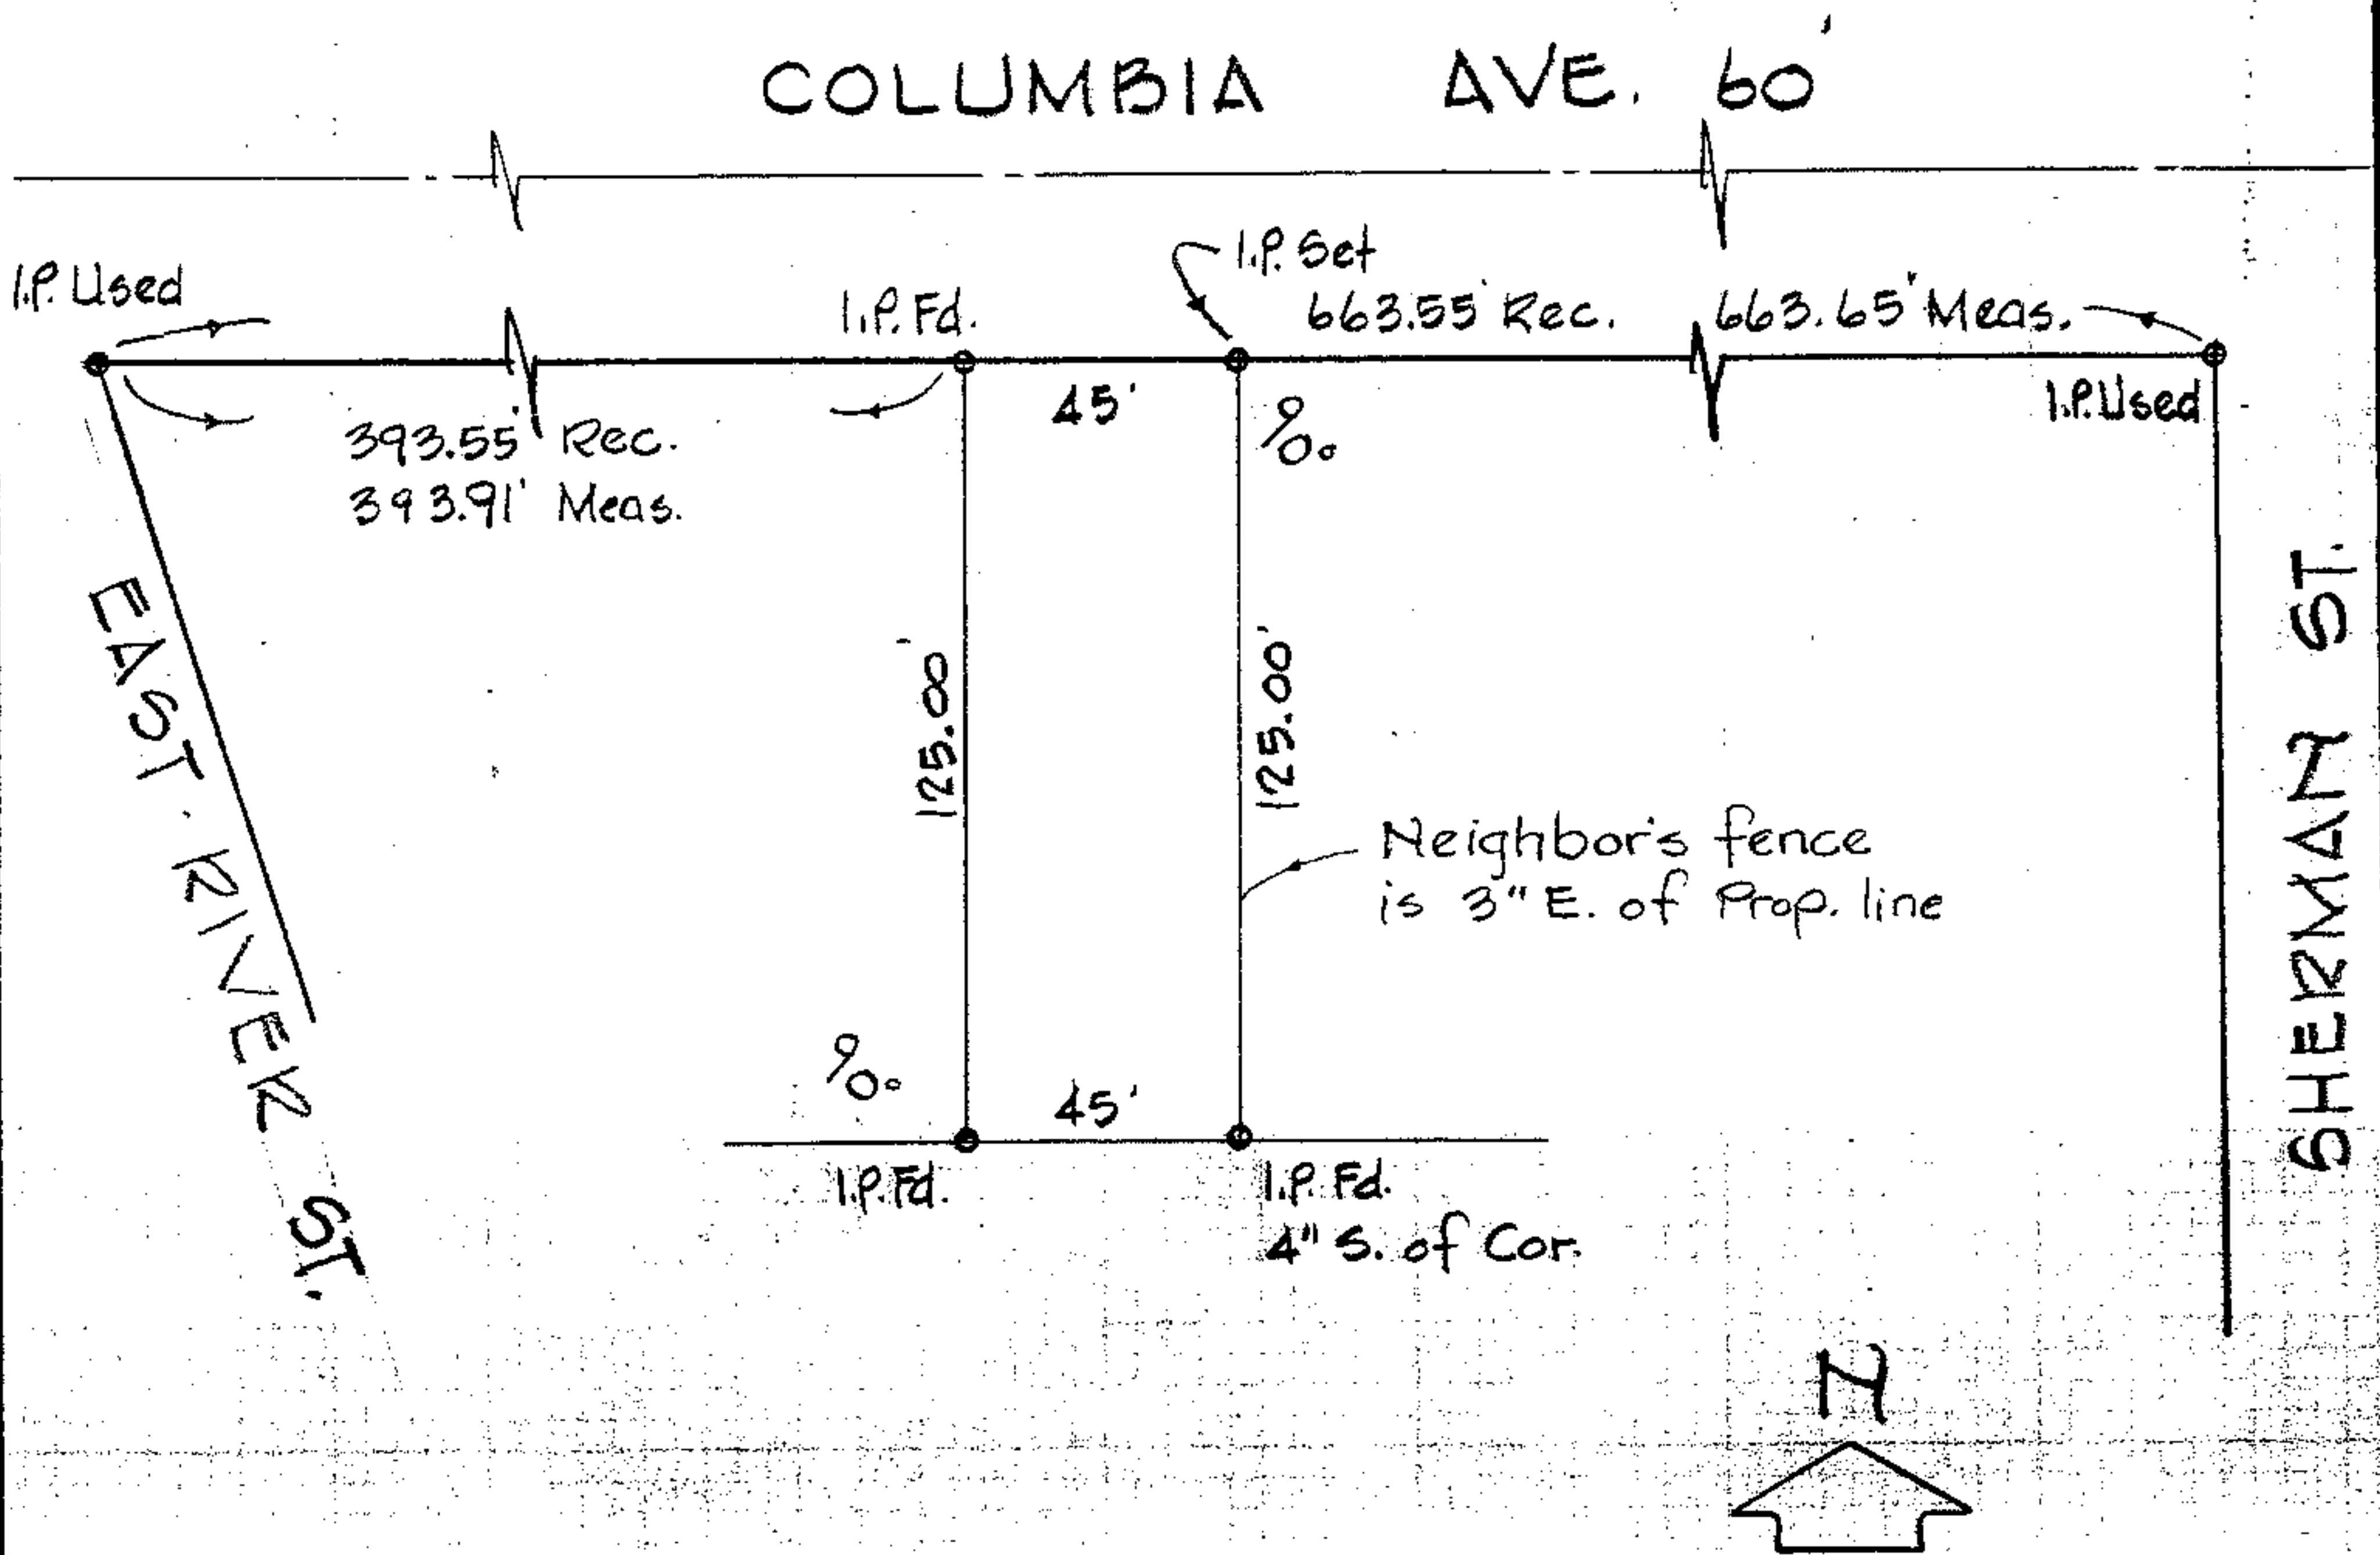 COLUMBIA AVE. 60'
I.P. Used
I.P. Fd.
I.P. Set
663.55' Rec.
663.65' Meas.
I.P. Used
45'
90°
393.55' Rec.
393.91' Meas.
EAST RIVER ST.
125.00'
125.00'
SHERMAN ST.
Neighbor's fence
is 3" E. of Prop. line
90°
45'
I.P. Fd.
I.P. Fd.
4" S. of Cor.
N